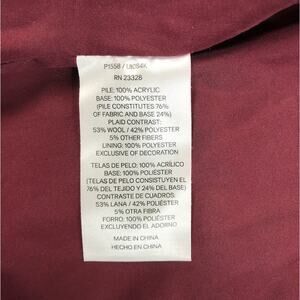 P1558 / U80S4K
RN 23328
PILE: 100% ACRYLIC
BASE: 100% POLYESTER
(PILE CONSTITUTES 76%
OF FABRIC AND BASE 24%)
PLAID CONTRAST:
53% WOOL / 42% POLYESTER
5% OTHER FIBERS
LINING: 100% POLYESTER
EXCLUSIVE OF DECORATION
TELAS DE PELO: 100% ACRÍLICO
BASE: 100% POLIÉSTER
(TELAS DE PELO CONSISTUYEN EL
76% DEL TEJIDO Y 24% DEL BASE)
CONTRASTE DE CUADROS:
53% LANA / 42% POLIÉSTER
5% OTRA FIBRA
FORRO: 100% POLIÉSTER
EXCLUYENDO EL ADORNO
MADE IN CHINA
HECHO EN CHINA